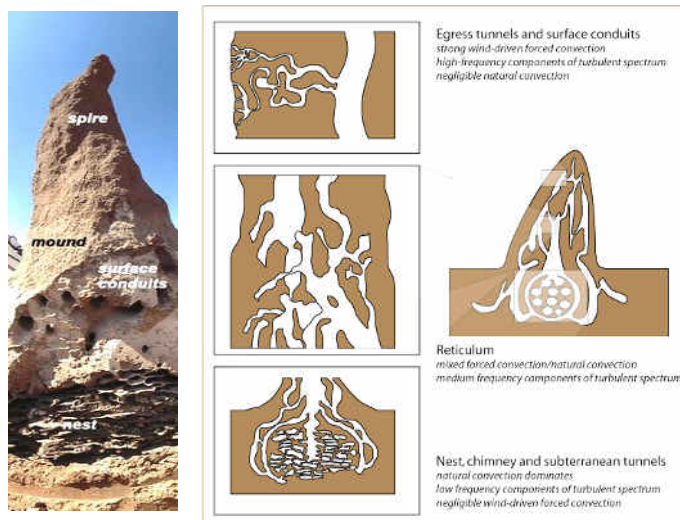 spire
mound
surface
conduits
nest
Egress tunnels and surface conduits
strong wind-driven forced convection
high-frequency components of turbulent spectrum
negligible natural convection
Reticulum
mixed forced convection/natural convection
medium frequency components of turbulent spectrum
Nest, chimney and subterranean tunnels
natural convection dominates
low frequency components of turbulent spectrum
negligible wind-driven forced convection